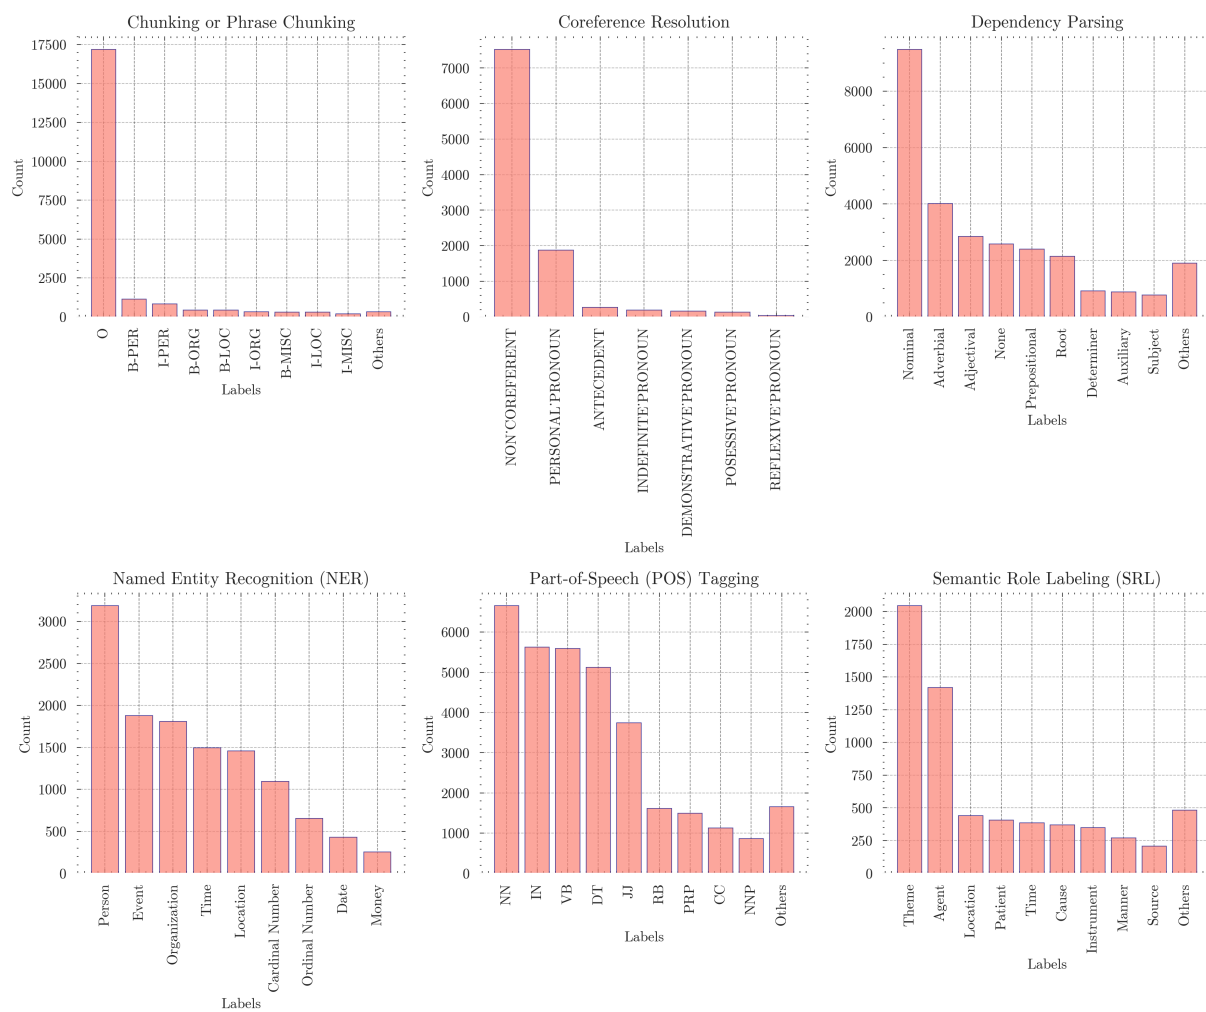 Chunking or Phrase Chunking
17500
15000
12500
10000
7500
5000
2500
0
Count
O
B-PER
I-PER
B-ORG
B-LOC
I-ORG
B-MISC
I-LOC
I-MISC
Others
Labels
Coreference Resolution
7000
6000
5000
4000
3000
2000
1000
0
Count
NON˙COREFERENT
PERSONAL˙PRONOUN
ANTECEDENT
INDEFINITE˙PRONOUN
DEMONSTRATIVE˙PRONOUN
POSESSIVE˙PRONOUN
REFLEXIVE˙PRONOUN
Labels
Dependency Parsing
8000
6000
4000
2000
0
Count
Nominal
Adverbial
Adjectival
None
Prepositional
Root
Determiner
Auxiliary
Subject
Others
Labels
Named Entity Recognition (NER)
3000
2500
2000
1500
1000
500
0
Count
Person
Event
Organization
Time
Location
Cardinal Number
Ordinal Number
Date
Money
Labels
Part-of-Speech (POS) Tagging
6000
5000
4000
3000
2000
1000
0
Count
NN
IN
VB
DT
JJ
RB
PRP
CC
NNP
Others
Labels
Semantic Role Labeling (SRL)
2000
1750
1500
1250
1000
750
500
250
0
Count
Theme
Agent
Location
Patient
Time
Cause
Instrument
Manner
Source
Others
Labels